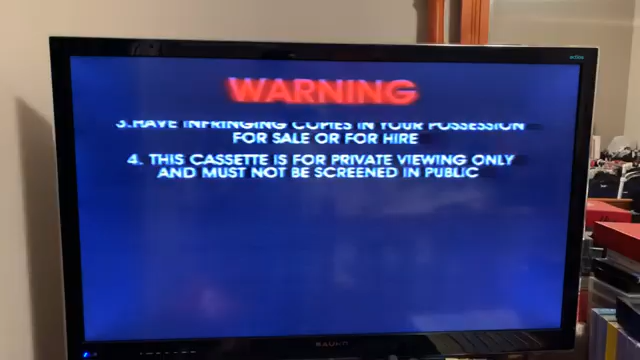 WARNING
3.HAVE INFRINGING COPIES IN YOUR POSSESSION
FOR SALE OR FOR HIRE
4. THIS CASSETTE IS FOR PRIVATE VIEWING ONLY
AND MUST NOT BE SCREENED IN PUBLIC
BAUHN